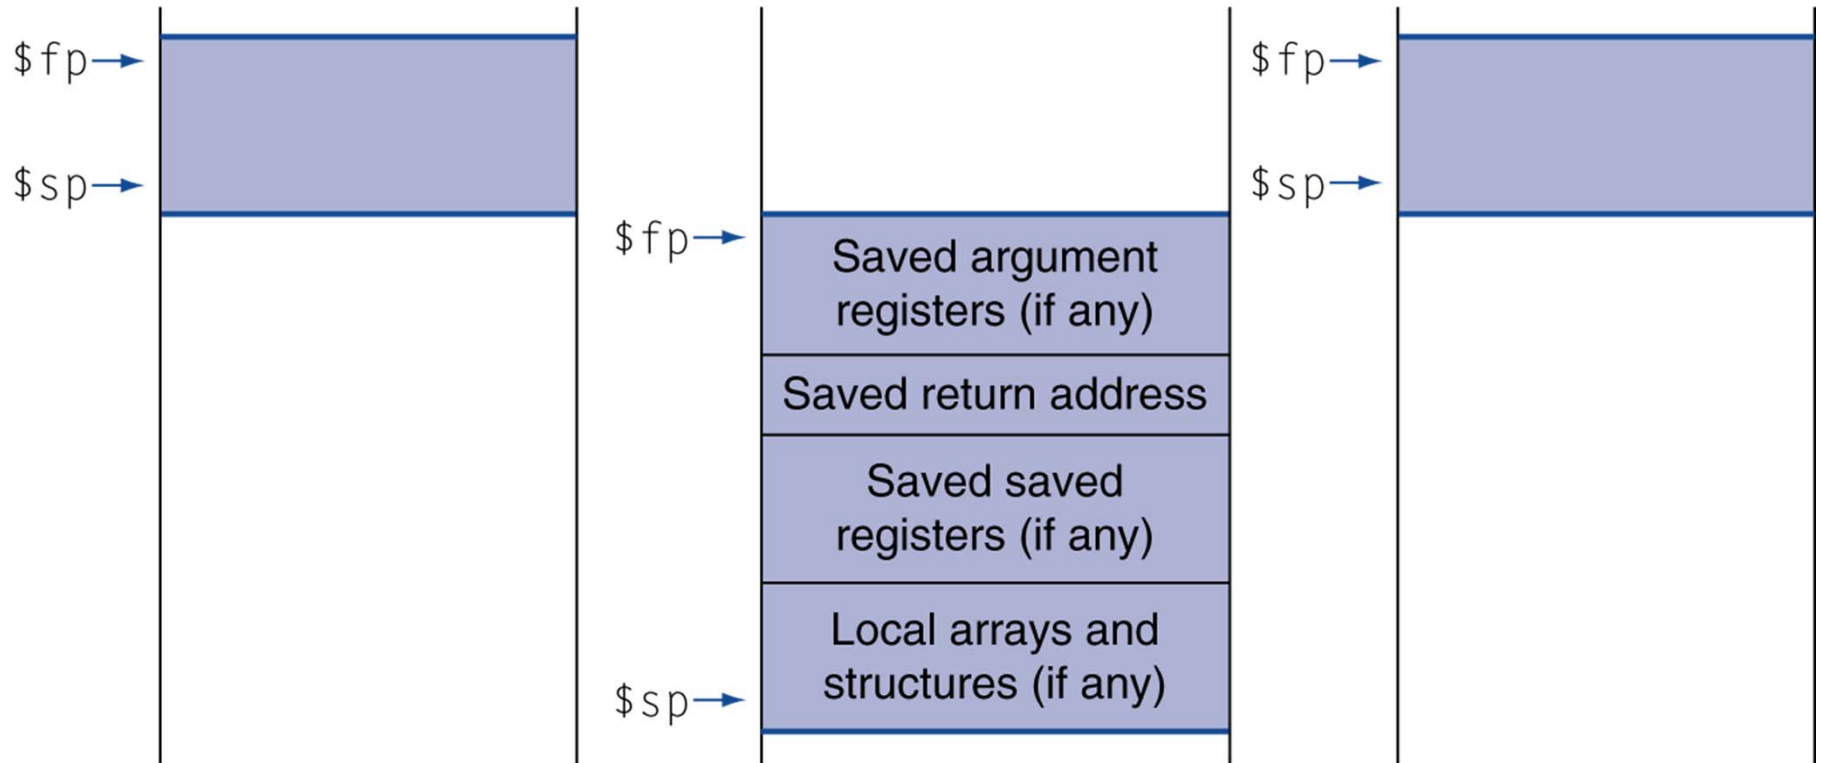 $fp
$sp
$fp
Saved argument
registers (if any)
Saved return address
Saved saved
registers (if any)
Local arrays and
structures (if any)
$sp
$fp
$sp